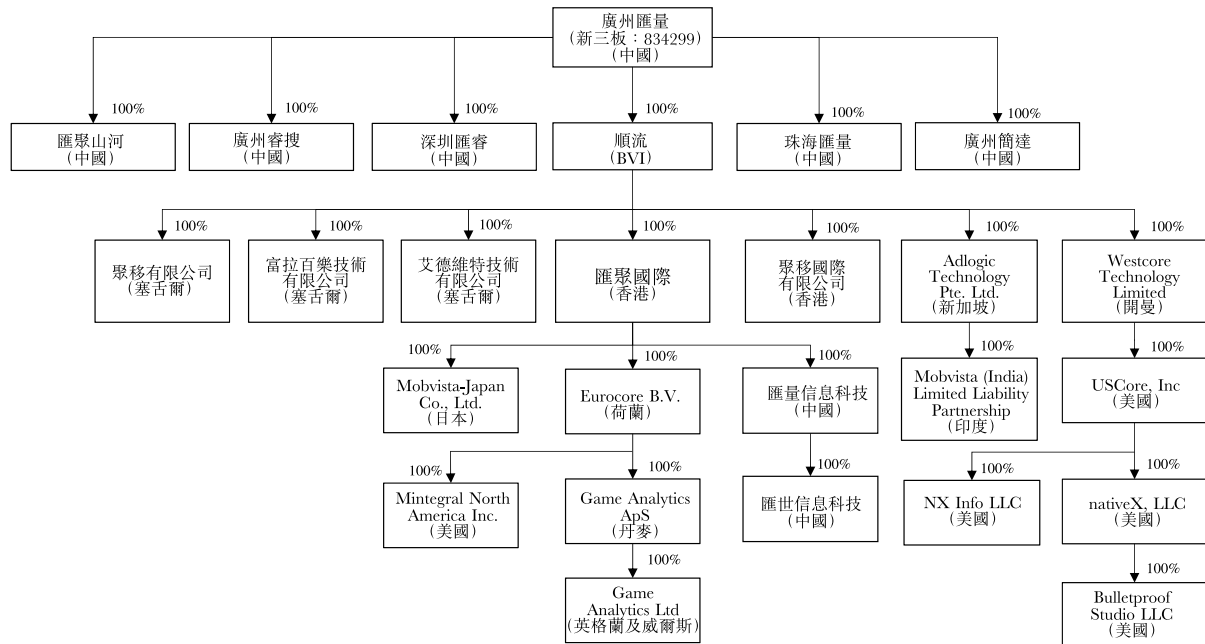 廣州匯量
(新三板：834299)
(中國)
100%
100%
100%
100%
100%
100%
匯聚山河
(中國)
廣州睿搜
(中國)
深圳匯睿
(中國)
順流
(BVI)
珠海匯量
(中國)
廣州簡達
(中國)
100%
100%
100%
100%
100%
100%
100%
聚移有限公司
(塞舌爾)
富拉百樂技術
有限公司
(塞舌爾)
艾德維特技術
有限公司
(塞舌爾)
匯聚國際
(香港)
聚移國際
有限公司
(香港)
Adlogic
Technology
Pte. Ltd.
(新加坡)
Westcore
Technology
Limited
(開曼)
100%
100%
100%
100%
100%
Mobvista-Japan
Co., Ltd.
(日本)
Eurocore B.V.
(荷蘭)
匯量信息科技
(中國)
Mobvista (India)
Limited Liability
Partnership
(印度)
USCore, Inc
(美國)
100%
100%
100%
100%
100%
Mintegral North
America Inc.
(美國)
Game Analytics
ApS
(丹麥)
匯世信息科技
(中國)
NX Info LLC
(美國)
nativeX, LLC
(美國)
100%
100%
Game
Analytics Ltd
(英格蘭及威爾斯)
Bulletproof
Studio LLC
(美國)